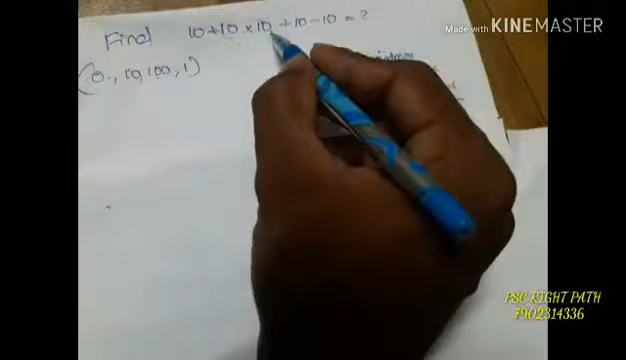 Made with KINEMASTER
Find 10+10×10+10-10=?
(0, 10, 100, 1)
PSC RIGHT PATH
7902314336